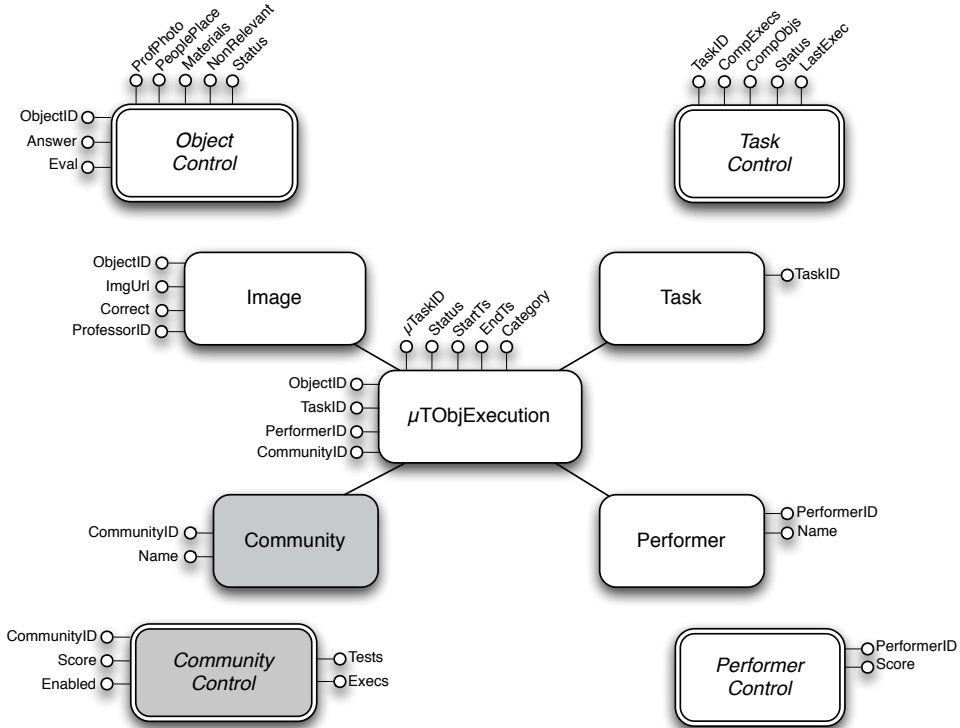 ProfPhoto
PeoplePlace
Materials
NonRelevant
Status
ObjectID
Answer
Eval
Object
Control
TaskID
CompExecs
CompObjs
Status
LastExec
Task
Control
ObjectID
ImgUrl
Correct
ProfessorID
Image
Task
TaskID
μTaskID
Status
StartTs
EndTs
Category
ObjectID
TaskID
PerformerID
CommunityID
μTObjExecution
CommunityID
Name
Community
Performer
PerformerID
Name
CommunityID
Score
Enabled
Community
Control
Tests
Execs
Performer
Control
PerformerID
Score